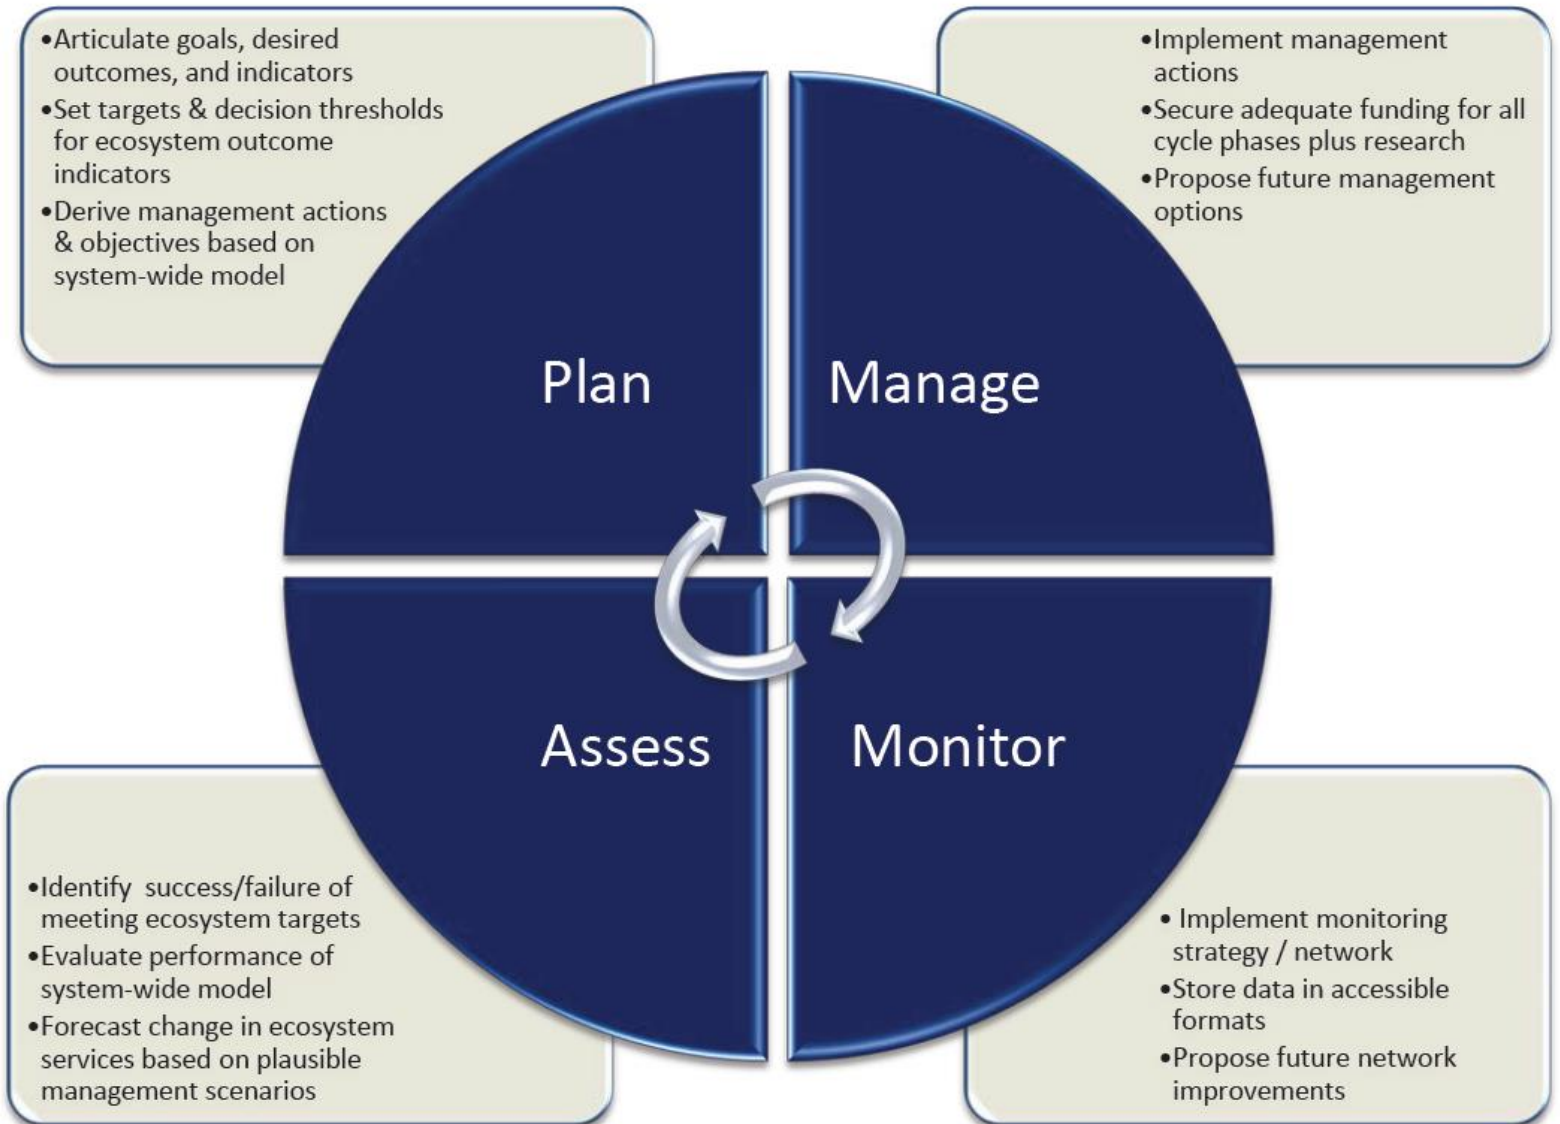 •Articulate goals, desired
outcomes, and indicators
•Set targets & decision thresholds
for ecosystem outcome
indicators
•Derive management actions
& objectives based on
system-wide model
•Implement management
actions
•Secure adequate funding for all
cycle phases plus research
•Propose future management
options
Plan
Manage
Assess
Monitor
•Identify success/failure of
meeting ecosystem targets
•Evaluate performance of
system-wide model
•Forecast change in ecosystem
services based on plausible
management scenarios
• Implement monitoring
strategy / network
•Store data in accessible
formats
•Propose future network
improvements